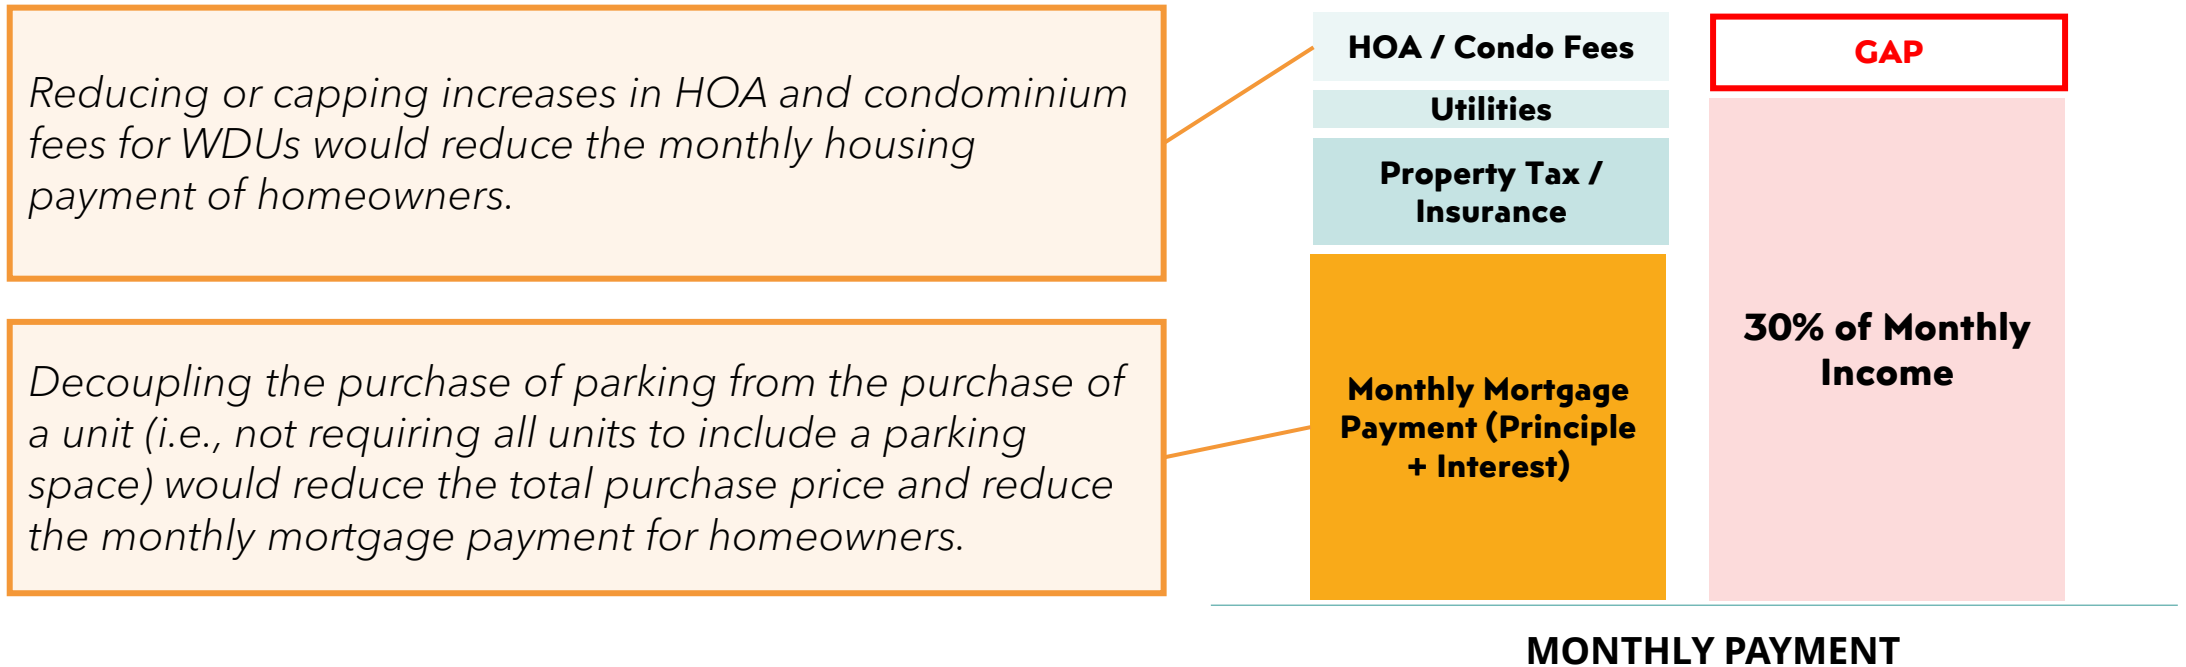 Reducing or capping increases in HOA and condominium
fees for WDUs would reduce the monthly housing
payment of homeowners.
Decoupling the purchase of parking from the purchase of
a unit (i.e., not requiring all units to include a parking
space) would reduce the total purchase price and reduce
the monthly mortgage payment for homeowners.
HOA / Condo Fees
Utilities
Property Tax /
Insurance
Monthly Mortgage
Payment (Principle
+ Interest)
GAP
30% of Monthly
Income
MONTHLY PAYMENT